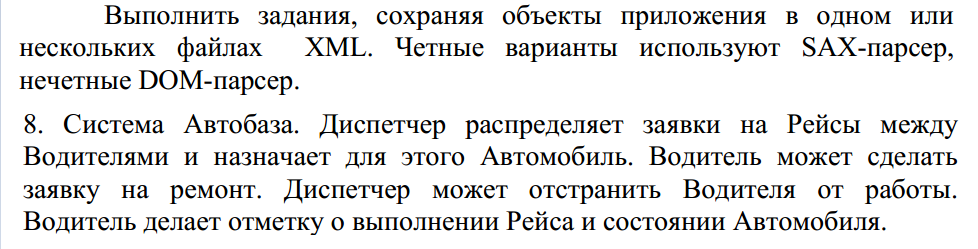 Выполнить задания, сохраняя объекты приложения в одном или
нескольких файлах XML. Четные варианты используют SAX-парсер,
нечетные DOM-парсер.
8. Система Автобаза. Диспетчер распределяет заявки на Рейсы между
Водителями и назначает для этого Автомобиль. Водитель может сделать
заявку на ремонт. Диспетчер может отстранить Водителя от работы.
Водитель делает отметку о выполнении Рейса и состоянии Автомобиля.